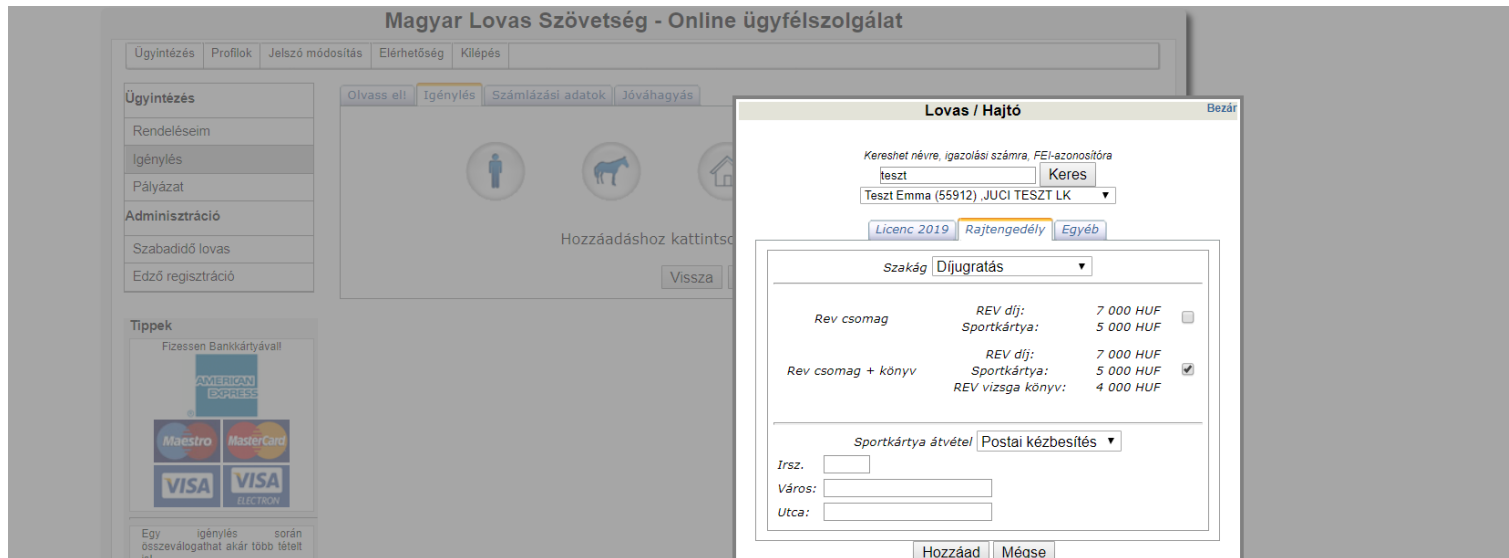 Magyar Lovas Szövetség - Online ügyfélszolgálat
Ügyintézés Profilok Jelszó módosítás Elérhetőség Kilépés
Ügyintézés
Rendeléseim
Igénylés
Pályázat
Adminisztráció
Szabadidő lovas
Edző regisztráció
Tippek
Fizessen Bankkártyával!
AMERICAN
EXPRESS
Maestro MasterCard
VISA VISA
ELECTRON
Egy igénylés során
összeválogathat akár több tételt
is!
Olvass el! Igénylés Számlázási adatok Jóváhagyás
Hozzáadáshoz
Vissza
Lovas / Hajtó
Bezár
Kereshet névre, igazolási számra, FEI-azonosítóra
teszt Keres
Teszt Emma (55912) ,JUCI TESZT LK
Licenc 2019 Rajtengedély Egyéb
Szakág Díjugratás
Rev csomag
REV díj: 7 000 HUF
Sportkártya: 5 000 HUF
Rev csomag + könyv
REV díj: 7 000 HUF
Sportkártya: 5 000 HUF
REV vizsga könyv: 4 000 HUF
Sportkártya átvétel Postai kézbesítés
Irsz.
Város:
Utca:
Hozzáad Mégse